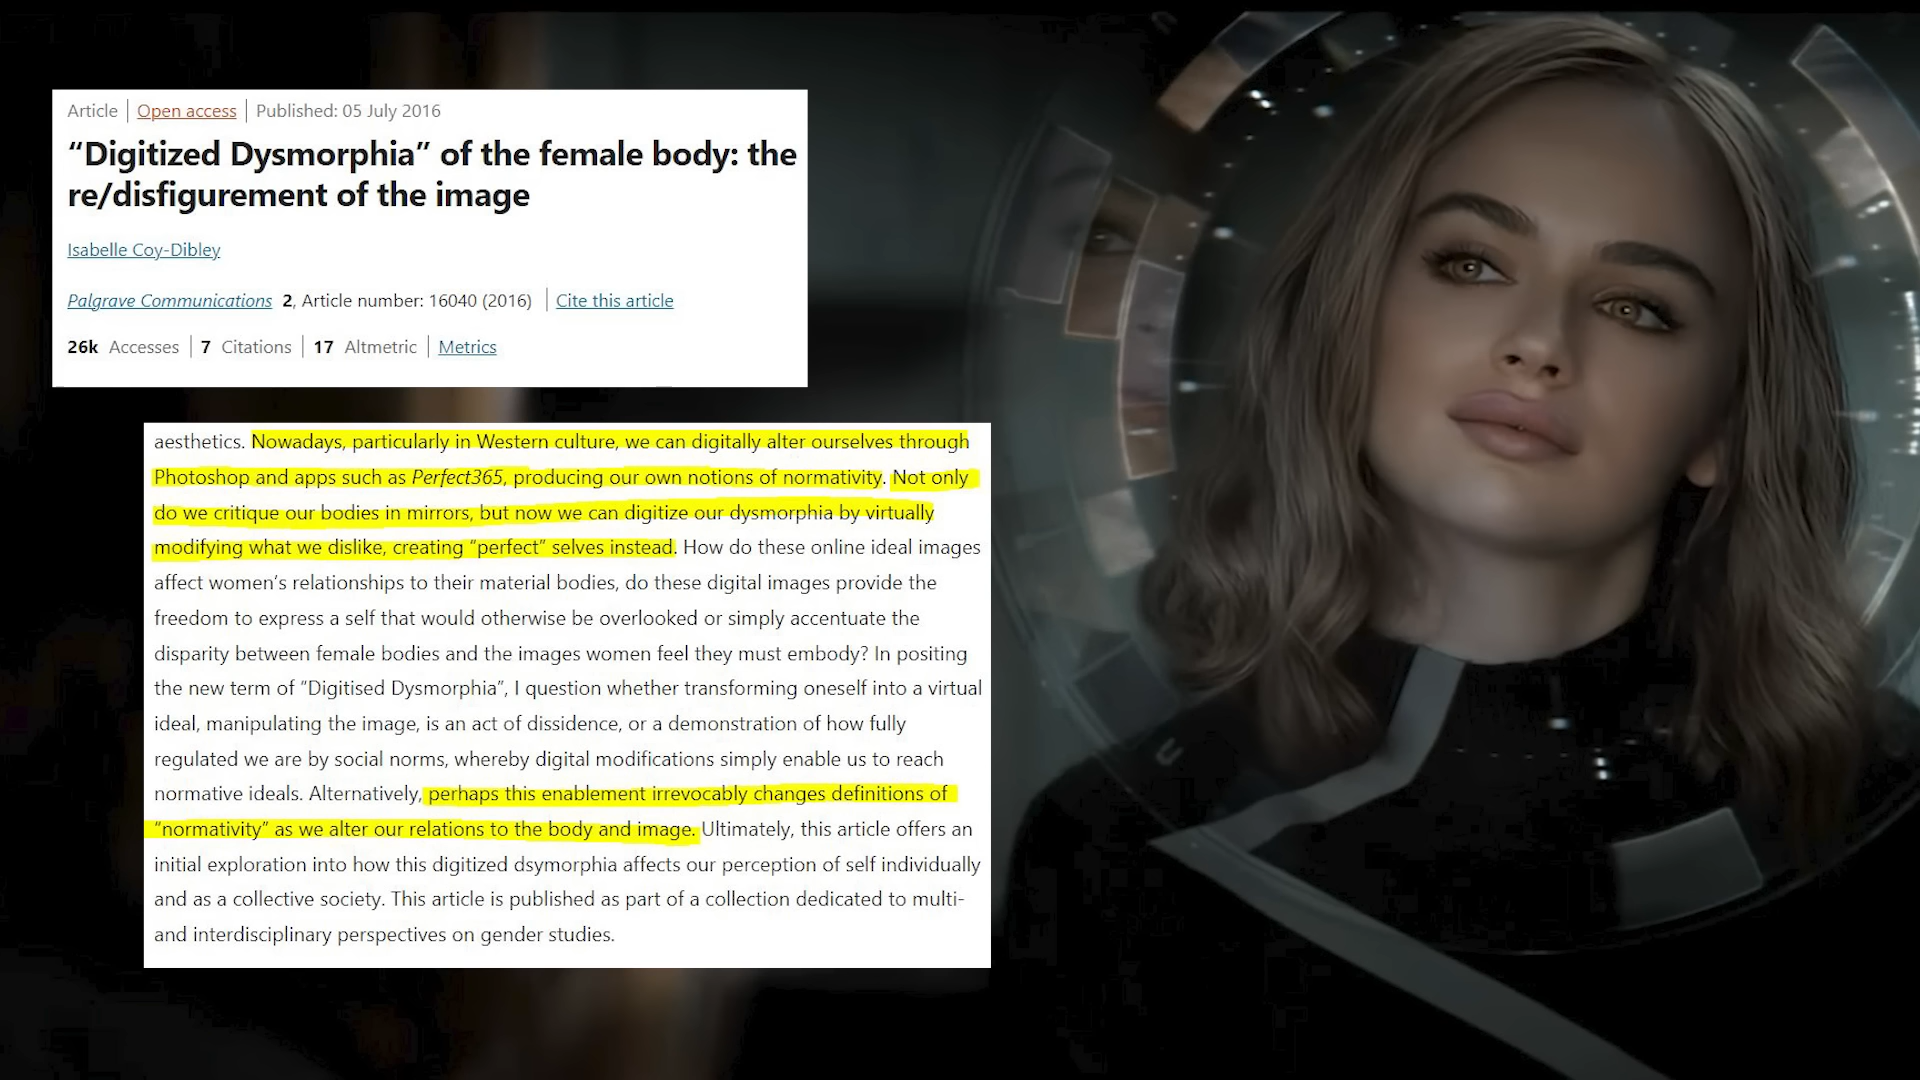 Article | Open access | Published: 05 July 2016
“Digitized Dysmorphia” of the female body: the
re/disfigurement of the image
Isabelle Coy-Dibley
Palgrave Communications 2, Article number: 16040 (2016) | Cite this article
26k Accesses | 7 Citations | 17 Altmetric | Metrics
aesthetics. Nowadays, particularly in Western culture, we can digitally alter ourselves through
Photoshop and apps such as Perfect365, producing our own notions of normativity. Not only
do we critique our bodies in mirrors, but now we can digitize our dysmorphia by virtually
modifying what we dislike, creating “perfect” selves instead. How do these online ideal images
affect women’s relationships to their material bodies, do these digital images provide the
freedom to express a self that would otherwise be overlooked or simply accentuate the
disparity between female bodies and the images women feel they must embody? In positing
the new term of “Digitised Dysmorphia”, I question whether transforming oneself into a virtual
ideal, manipulating the image, is an act of dissidence, or a demonstration of how fully
regulated we are by social norms, whereby digital modifications simply enable us to reach
normative ideals. Alternatively, perhaps this enablement irrevocably changes definitions of
“normativity” as we alter our relations to the body and image. Ultimately, this article offers an
initial exploration into how this digitized dsymorphia affects our perception of self individually
and as a collective society. This article is published as part of a collection dedicated to multi-
and interdisciplinary perspectives on gender studies.